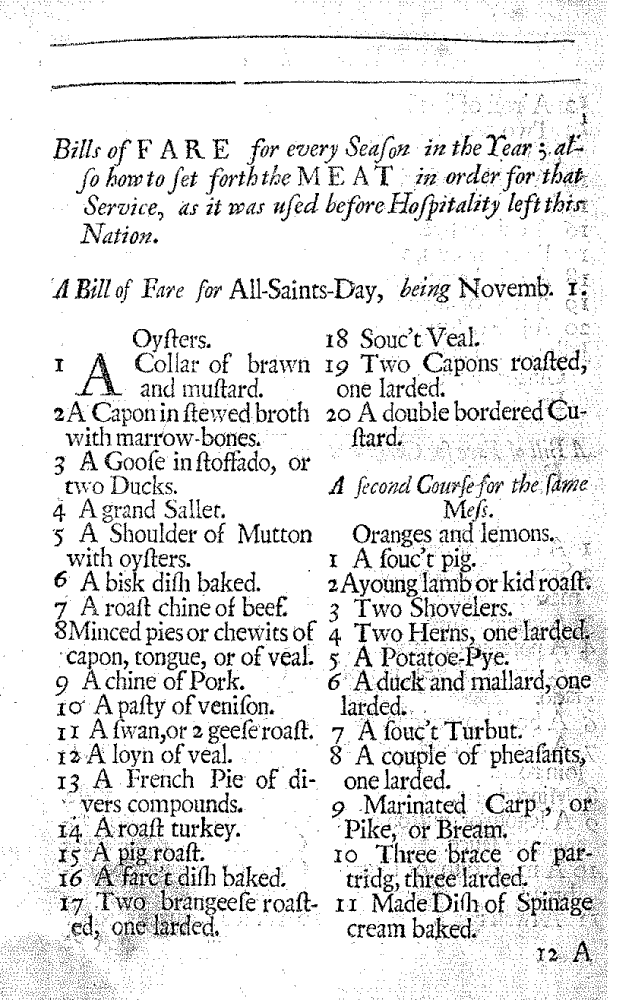 Bills of FARE for every Seaſon in the Year ; al-
ſo how to ſet forth the MEAT in order for that
Service, as it was uſed before Hoſpitality left this
Nation.
A Bill of Fare for All-Saints-Day, being Novemb. 1.
Oyſters.
1 A Collar of brawn
and muſtard.
2 A Capon in ſtewed broth
with marrow-bones.
3 A Gooſe in ſtoffado, or
two Ducks.
4 A grand Sallet.
5 A Shoulder of Mutton
with oyſters.
6 A bisk diſh baked.
7 A roaſt chine of beef.
8 Minced pies or chewits of
capon, tongue, or of veal.
9 A chine of Pork.
10 A paſty of veniſon.
11 A ſwan, or 2 geeſe roaſt.
12 A loyn of veal.
13 A French Pie of di-
vers compounds.
14 A roaſt turkey.
15 A pig roaſt.
16 A farc't diſh baked.
17 Two brangeeſe roaſt-
ed, one larded.
18 Souc't Veal.
19 Two Capons roaſted,
one larded.
20 A double bordered Cu-
ſtard.
A ſecond Courſe for the ſame
Meſs.
Oranges and lemons.
1 A ſouc't pig.
2 A young lamb or kid roaſt.
3 Two Shovelers.
4 Two Herns, one larded.
5 A Potatoe-Pye.
6 A duck and mallard, one
larded.
7 A ſouc't Turbut.
8 A couple of pheaſants,
one larded.
9 Marinated Carp, or
Pike, or Bream.
10 Three brace of par-
tridg, three larded.
11 Made Diſh of Spinage
cream baked.
12 A